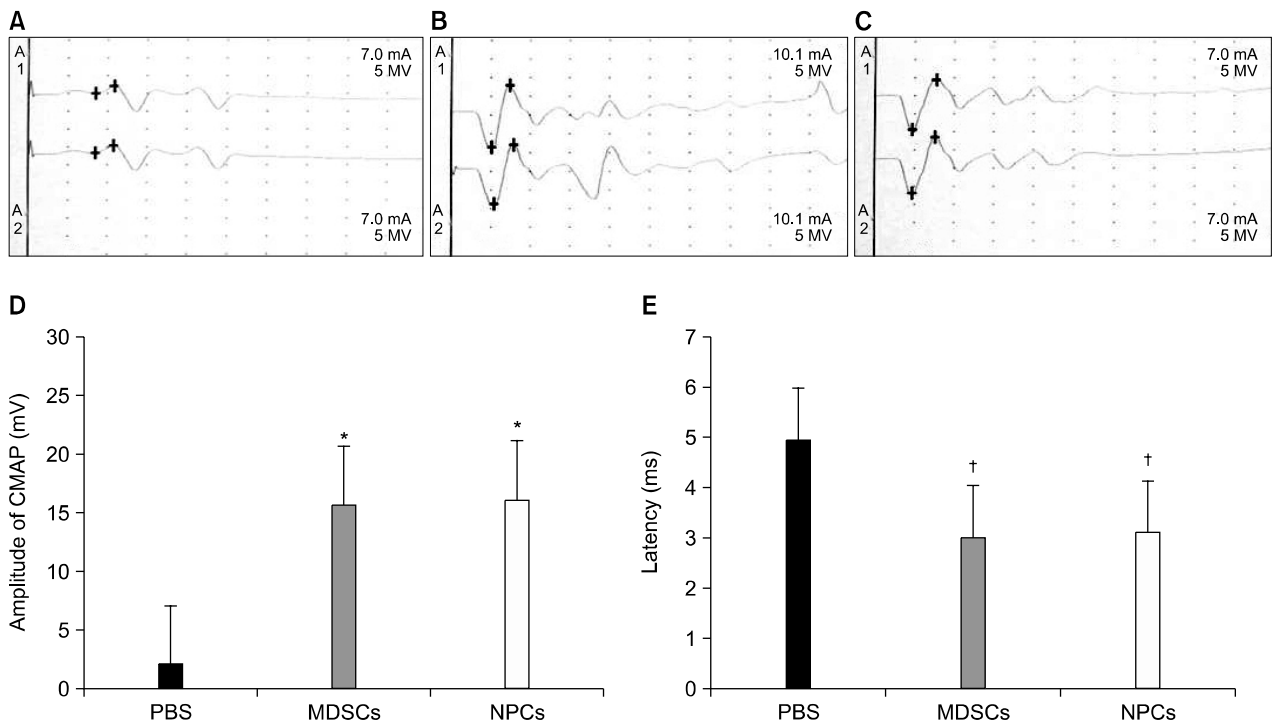 A
A
1
7.0 mA
5 MV
A
2
7.0 mA
5 MV
B
A
1
10.1 mA
5 MV
A
2
10.1 mA
5 MV
C
A
1
7.0 mA
5 MV
A
2
7.0 mA
5 MV
D
Amplitude of CMAP (mV)
30
25
20
15
10
5
0
*
*
PBS MDSCs NPCs
E
Latency (ms)
7
6
5
4
3
2
1
0
†
†
PBS MDSCs NPCs